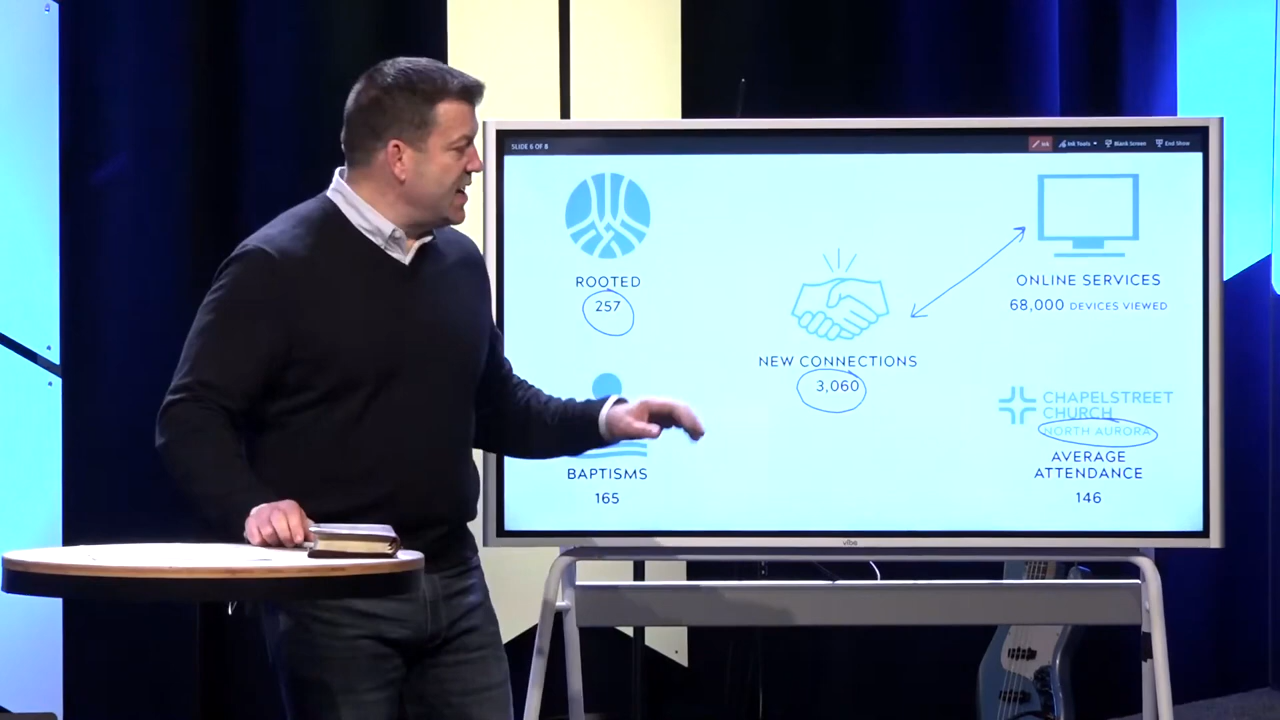 SLIDE 6 OF 8
Ink
Ink Tools
Blank Screen
End Show
ROOTED
257
BAPTISMS
165
NEW CONNECTIONS
3,060
ONLINE SERVICES
68,000 DEVICES VIEWED
CHAPELSTREET
CHURCH
NORTH AURORA
AVERAGE
ATTENDANCE
146
vibe